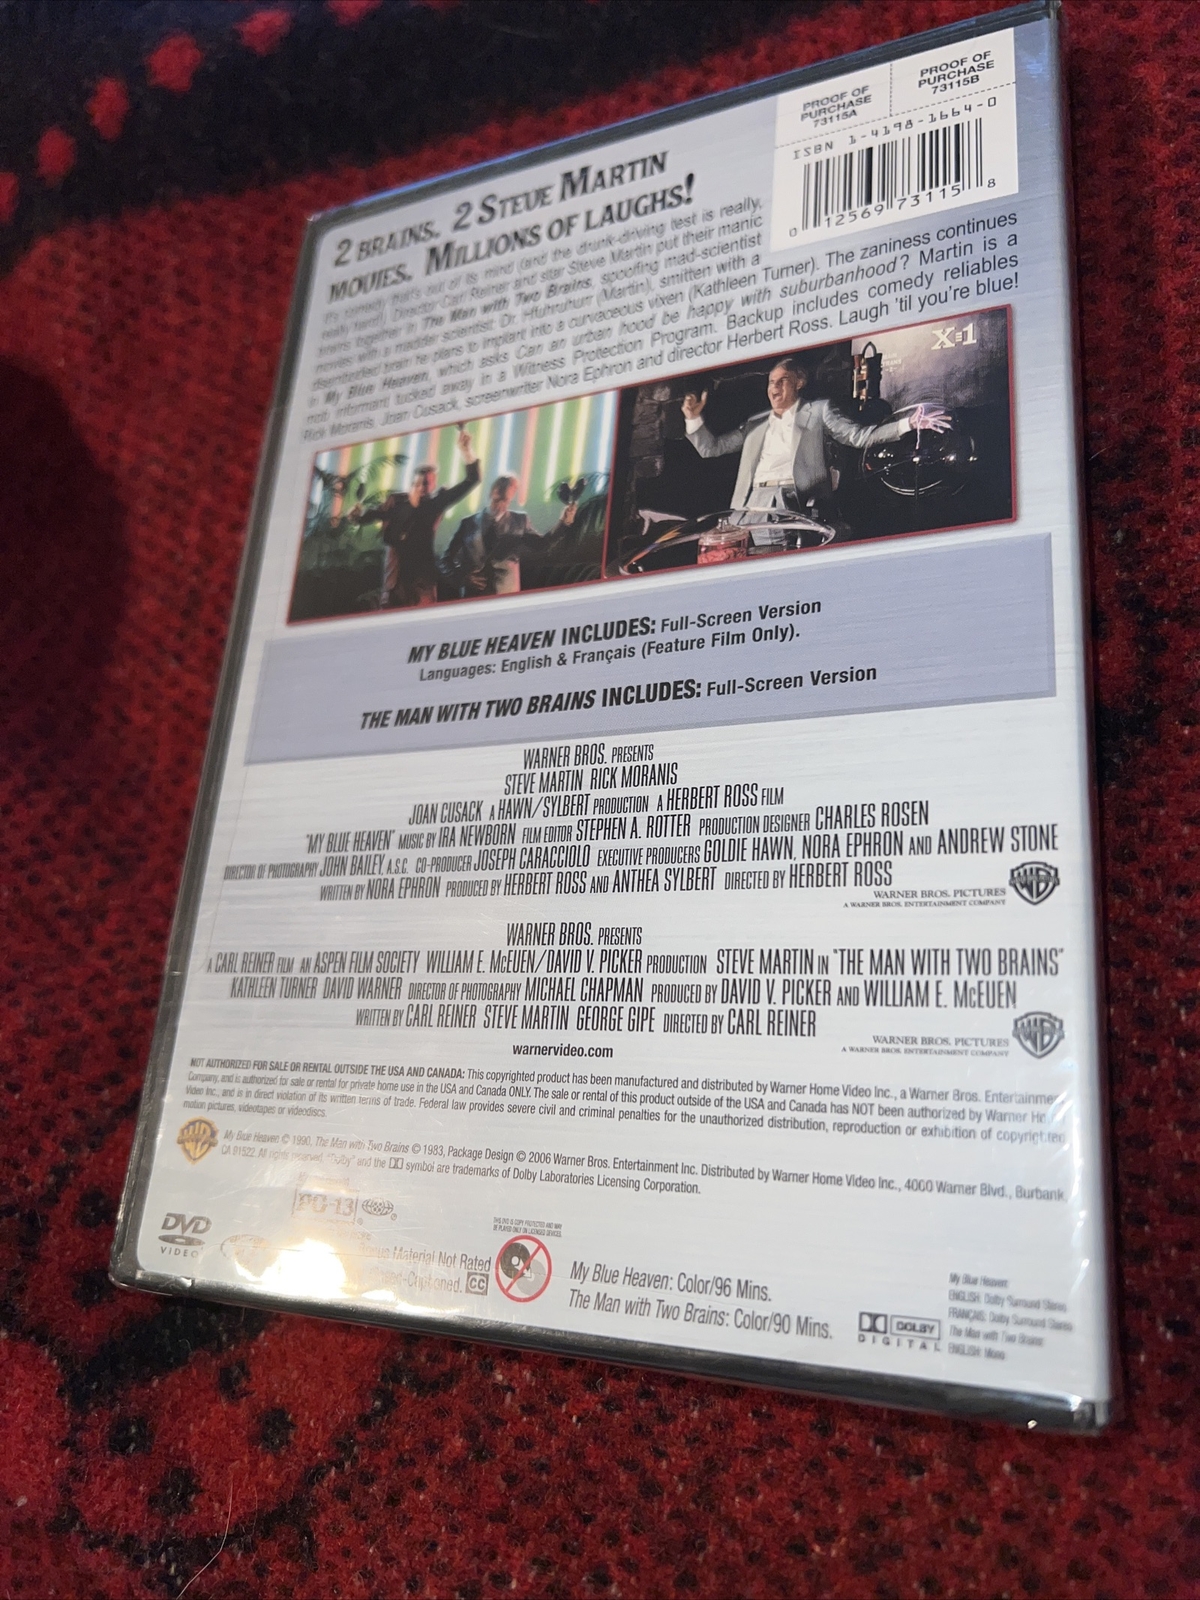 PROOF OF
PURCHASE
73115A
PROOF OF
PURCHASE
73115B
ISBN 1-4198-1664-0
0 12569 73115 8
2 BRAINS. 2 STEVE MARTIN
MOVIES. MILLIONS OF LAUGHS!
It's comedy that's out of its mind (and the drunk-driving test is really,
really hard!). Director Carl Reiner and star Steve Martin put their manic
brains together in The Man with Two Brains, spoofing mad-scientist
movies with a madder scientist: Dr. Hfuhruhurr (Martin), smitten with a
disembodied brain he plans to implant into a curvaceous vixen (Kathleen Turner). The zaniness continues
in My Blue Heaven, which asks Can an urban hood be happy with suburbanhood? Martin is a
mob informant tucked away in a Witness Protection Program. Backup includes comedy reliables
Rick Moranis, Joan Cusack, screenwriter Nora Ephron and director Herbert Ross. Laugh 'til you're blue!
MY BLUE HEAVEN INCLUDES: Full-Screen Version
Languages: English & Français (Feature Film Only).
THE MAN WITH TWO BRAINS INCLUDES: Full-Screen Version
WARNER BROS. PRESENTS
STEVE MARTIN RICK MORANIS
JOAN CUSACK A HAWN/SYLBERT PRODUCTION A HERBERT ROSS FILM
"MY BLUE HEAVEN" MUSIC BY IRA NEWBORN FILM EDITOR STEPHEN A. ROTTER PRODUCTION DESIGNER CHARLES ROSEN
DIRECTOR OF PHOTOGRAPHY JOHN BAILEY, A.S.C. CO-PRODUCER JOSEPH CARACCIOLO EXECUTIVE PRODUCERS GOLDIE HAWN, NORA EPHRON AND ANDREW STONE
WRITTEN BY NORA EPHRON PRODUCED BY HERBERT ROSS AND ANTHEA SYLBERT DIRECTED BY HERBERT ROSS
WARNER BROS. PICTURES
A WARNER BROS. ENTERTAINMENT COMPANY
WARNER BROS. PRESENTS
A CARL REINER FILM AN ASPEN FILM SOCIETY WILLIAM E. McEUEN/DAVID V. PICKER PRODUCTION STEVE MARTIN IN "THE MAN WITH TWO BRAINS"
KATHLEEN TURNER DAVID WARNER DIRECTOR OF PHOTOGRAPHY MICHAEL CHAPMAN PRODUCED BY DAVID V. PICKER AND WILLIAM E. McEUEN
WRITTEN BY CARL REINER STEVE MARTIN GEORGE GIPE DIRECTED BY CARL REINER
WARNER BROS. PICTURES
A WARNER BROS. ENTERTAINMENT COMPANY
warnervideo.com
NOT AUTHORIZED FOR SALE OR RENTAL OUTSIDE THE USA AND CANADA: This copyrighted product has been manufactured and distributed by Warner Home Video Inc., a Warner Bros. Entertainment
Company, and is authorized for sale or rental for private home use in the USA and Canada ONLY. The sale or rental of this product outside of the USA and Canada has NOT been authorized by Warner Home
Video Inc., and is in direct violation of its written terms of trade. Federal law provides severe civil and criminal penalties for the unauthorized distribution, reproduction or exhibition of copyrighted
motion pictures, videotapes or videodiscs.
My Blue Heaven © 1990, The Man with Two Brains © 1983, Package Design © 2006 Warner Bros. Entertainment Inc. Distributed by Warner Home Video Inc., 4000 Warner Blvd., Burbank,
CA 91522. All rights reserved. "Dolby" and the symbol are trademarks of Dolby Laboratories Licensing Corporation.
PG-13
DVD
VIDEO
Material Not Rated
Captioned. CC
THIS DVD IS COPY PROTECTED AND MAY
BE PLAYED ONLY ON LICENSED DEVICES.
My Blue Heaven: Color/96 Mins.
The Man with Two Brains: Color/90 Mins.
DOLBY
DIGITAL
My Blue Heaven:
ENGLISH: Dolby Surround Stereo
FRANÇAIS: Dolby Surround Stereo
The Man with Two Brains:
ENGLISH: Mono